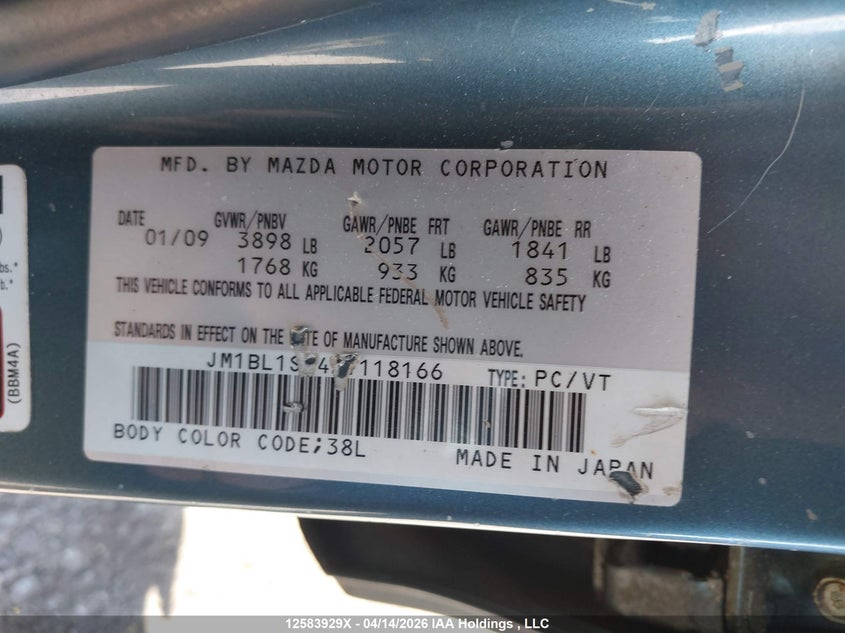 MFD. BY MAZDA MOTOR CORPORATION
DATE GVWR/PNBV GAWR/PNBE FRT GAWR/PNBE RR
01/09 3898 LB 2057 LB 1841 LB
1768 KG 933 KG 835 KG
THIS VEHICLE CONFORMS TO ALL APPLICABLE FEDERAL MOTOR VEHICLE SAFETY
STANDARDS IN EFFECT ON THE DATE OF MANUFACTURE SHOWN ABOVE.
TYPE: PC/VT
BODY COLOR CODE;38L
MADE IN JAPAN
(BBM4A)
12583929X - 04/14/2026 IAA Holdings , LLC